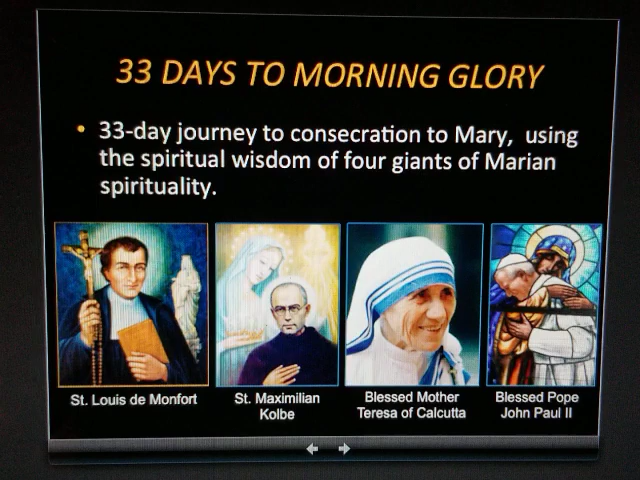 33 DAYS TO MORNING GLORY
• 33-day journey to consecration to Mary, using
the spiritual wisdom of four giants of Marian
spirituality.
St. Louis de Monfort
St. Maximilian
Kolbe
Blessed Mother
Teresa of Calcutta
Blessed Pope
John Paul II